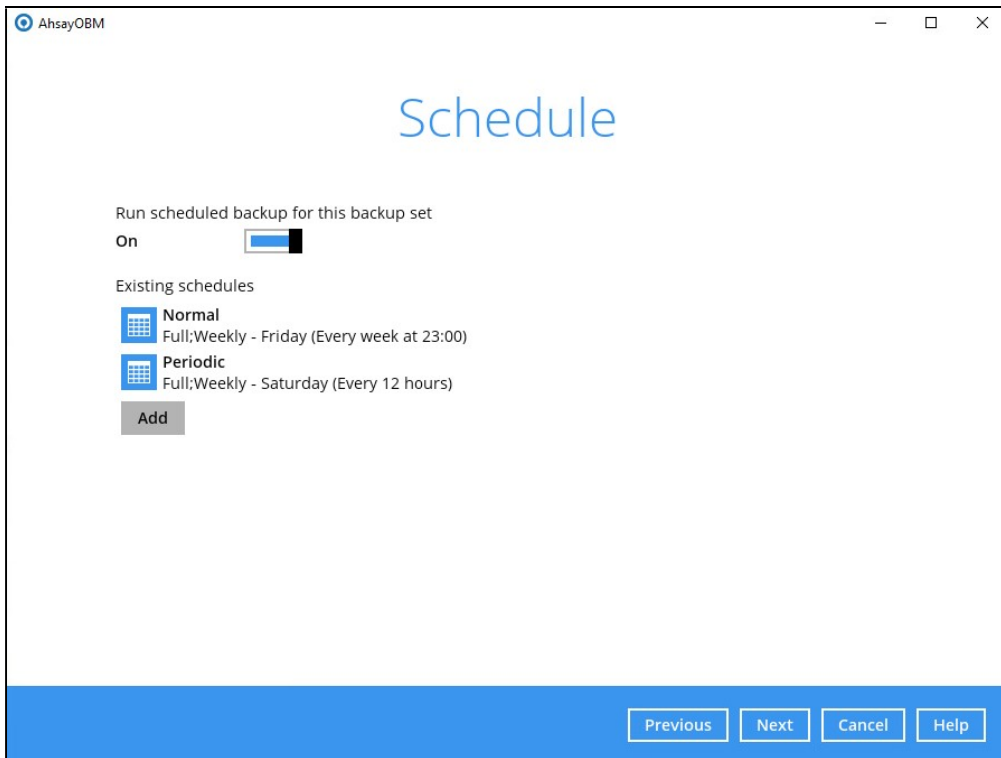 AhsayOBM
Schedule
Run scheduled backup for this backup set
On
Existing schedules
Normal
Full;Weekly - Friday (Every week at 23:00)
Periodic
Full;Weekly - Saturday (Every 12 hours)
Add
Previous Next Cancel Help